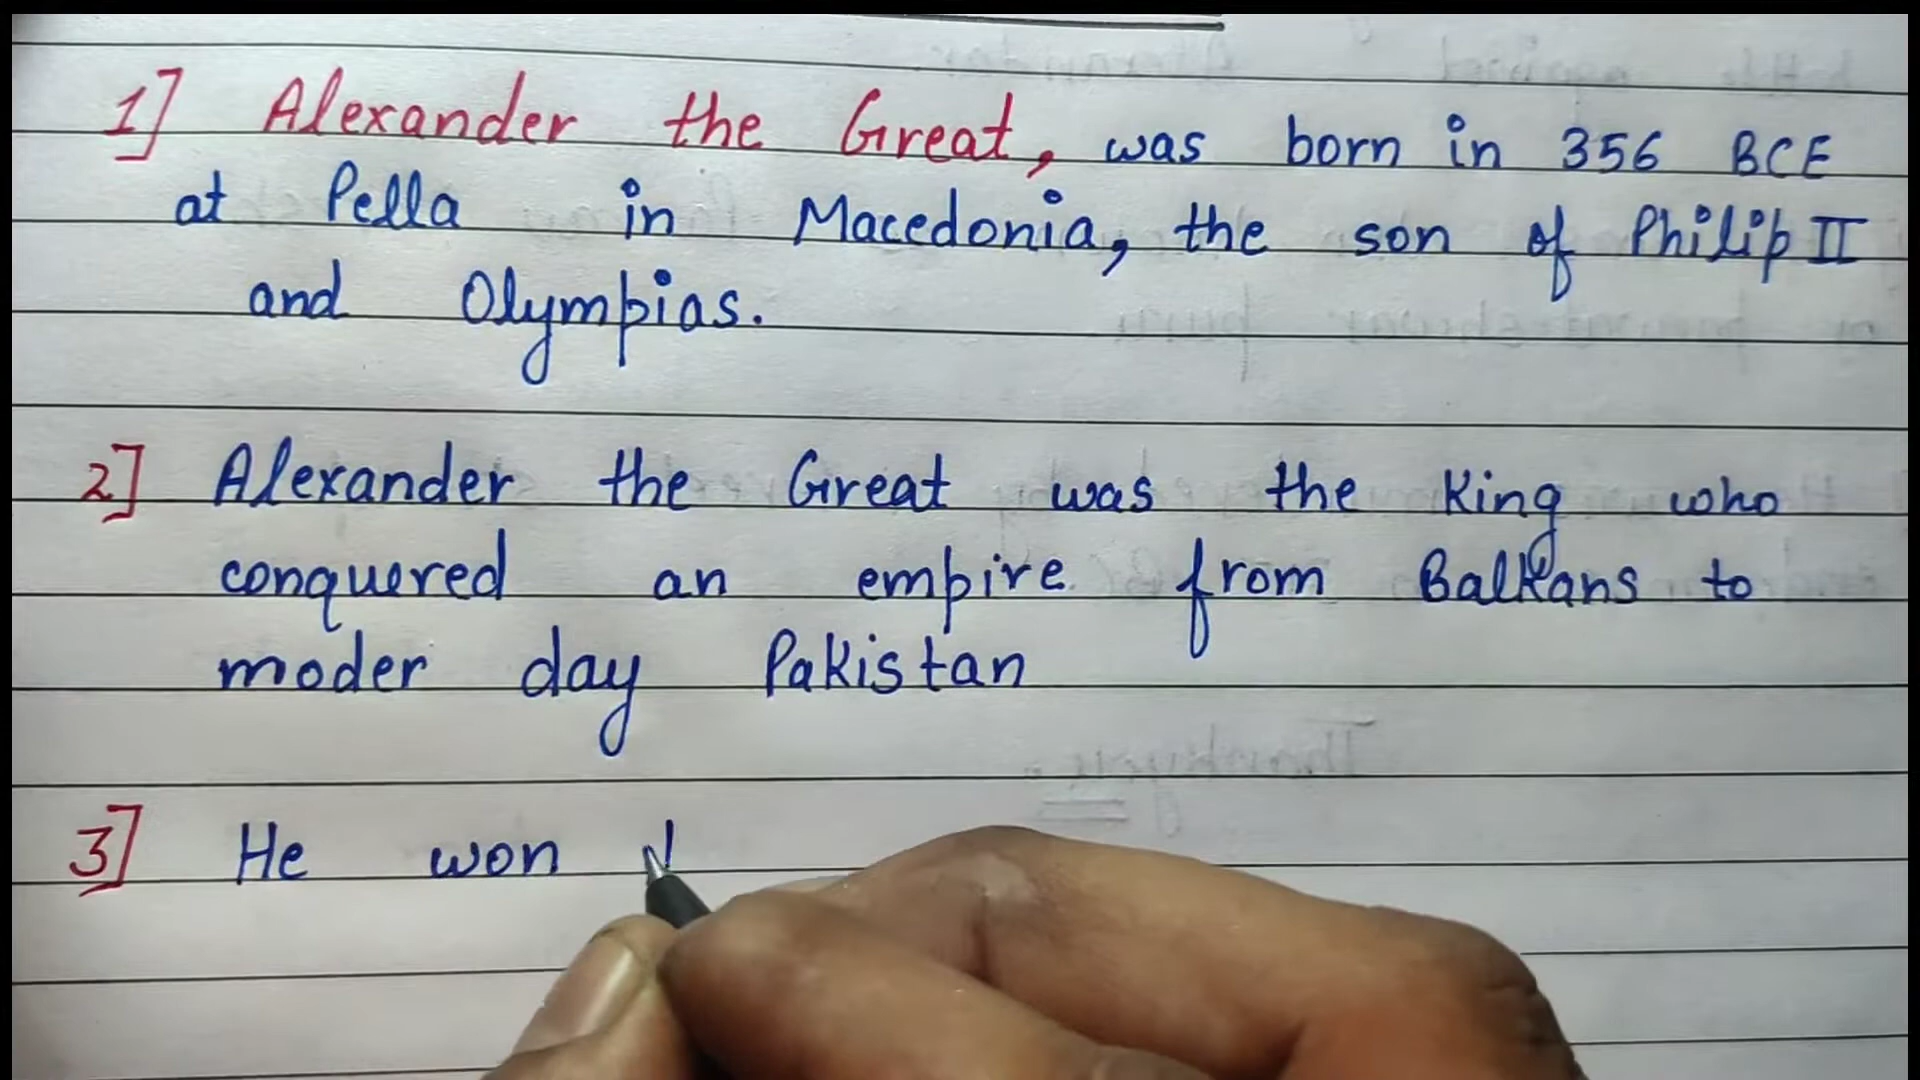 1] Alexander the Great, was born in 356 BCE
at Pella in Macedonia, the son of Philip II
and Olympias.
2] Alexander the Great was the King who
conquered an empire from Balkans to
moder day Pakistan
3] He won